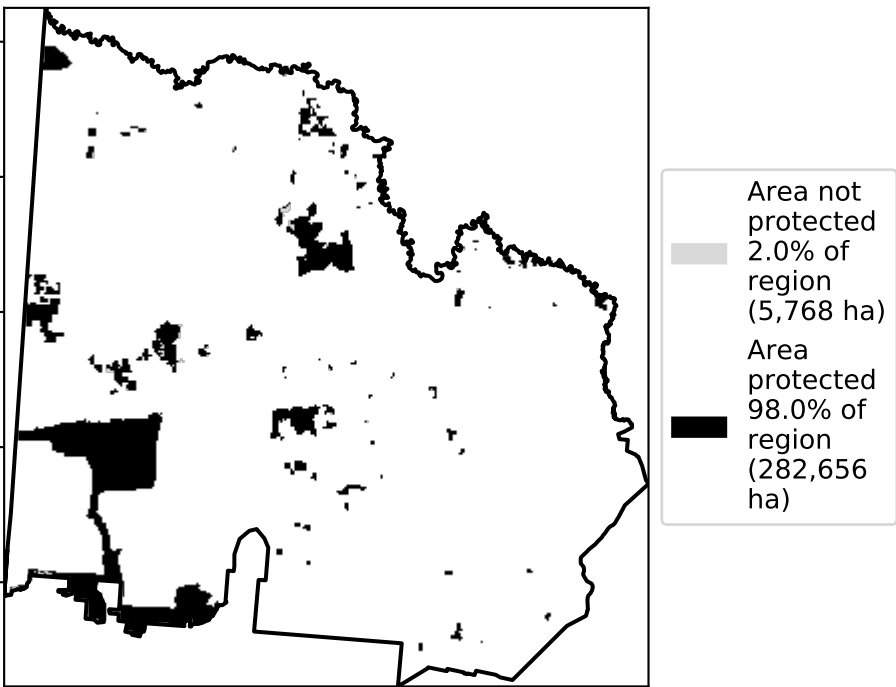 Area not
protected
2.0% of
region
(5,768 ha)
Area
protected
98.0% of
region
(282,656
ha)